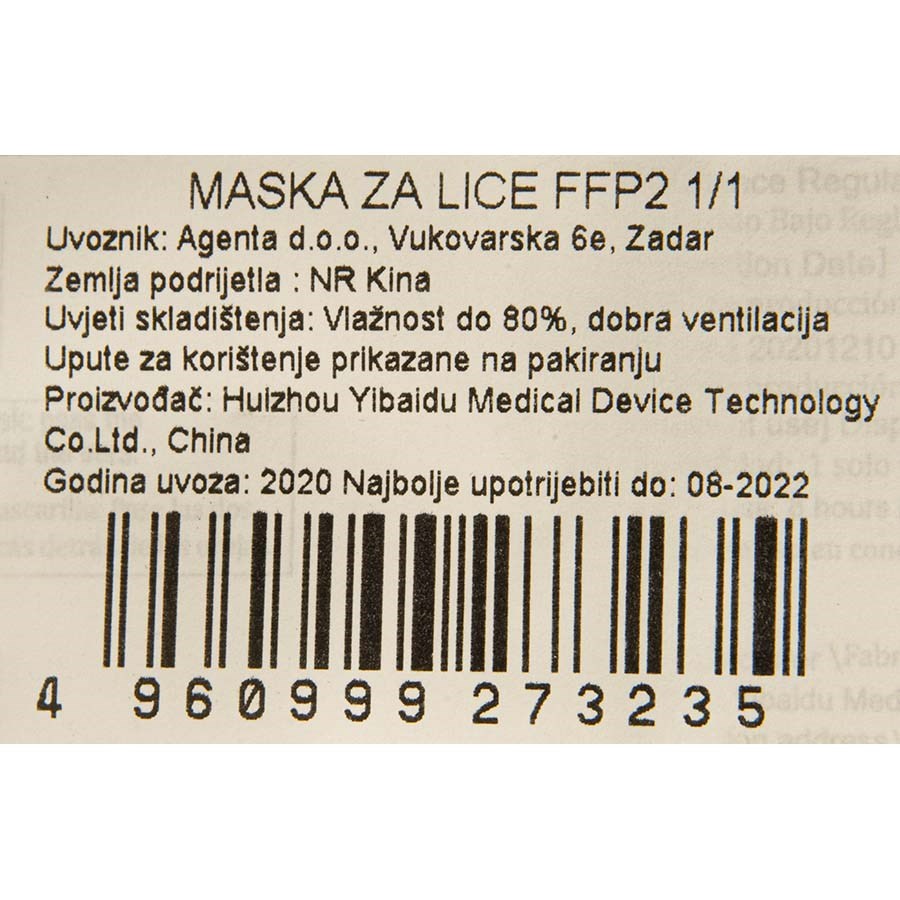 MASKA ZA LICE FFP2 1/1
Uvoznik: Agenta d.o.o., Vukovarska 6e, Zadar
Zemlja podrijetla : NR Kina
Uvjeti skladištenja: Vlažnost do 80%, dobra ventilacija
Upute za korištenje prikazane na pakiranju
Proizvođač: Huizhou Yibaidu Medical Device Technology
Co.Ltd., China
Godina uvoza: 2020 Najbolje upotrijebiti do: 08-2022
4 960999 273235